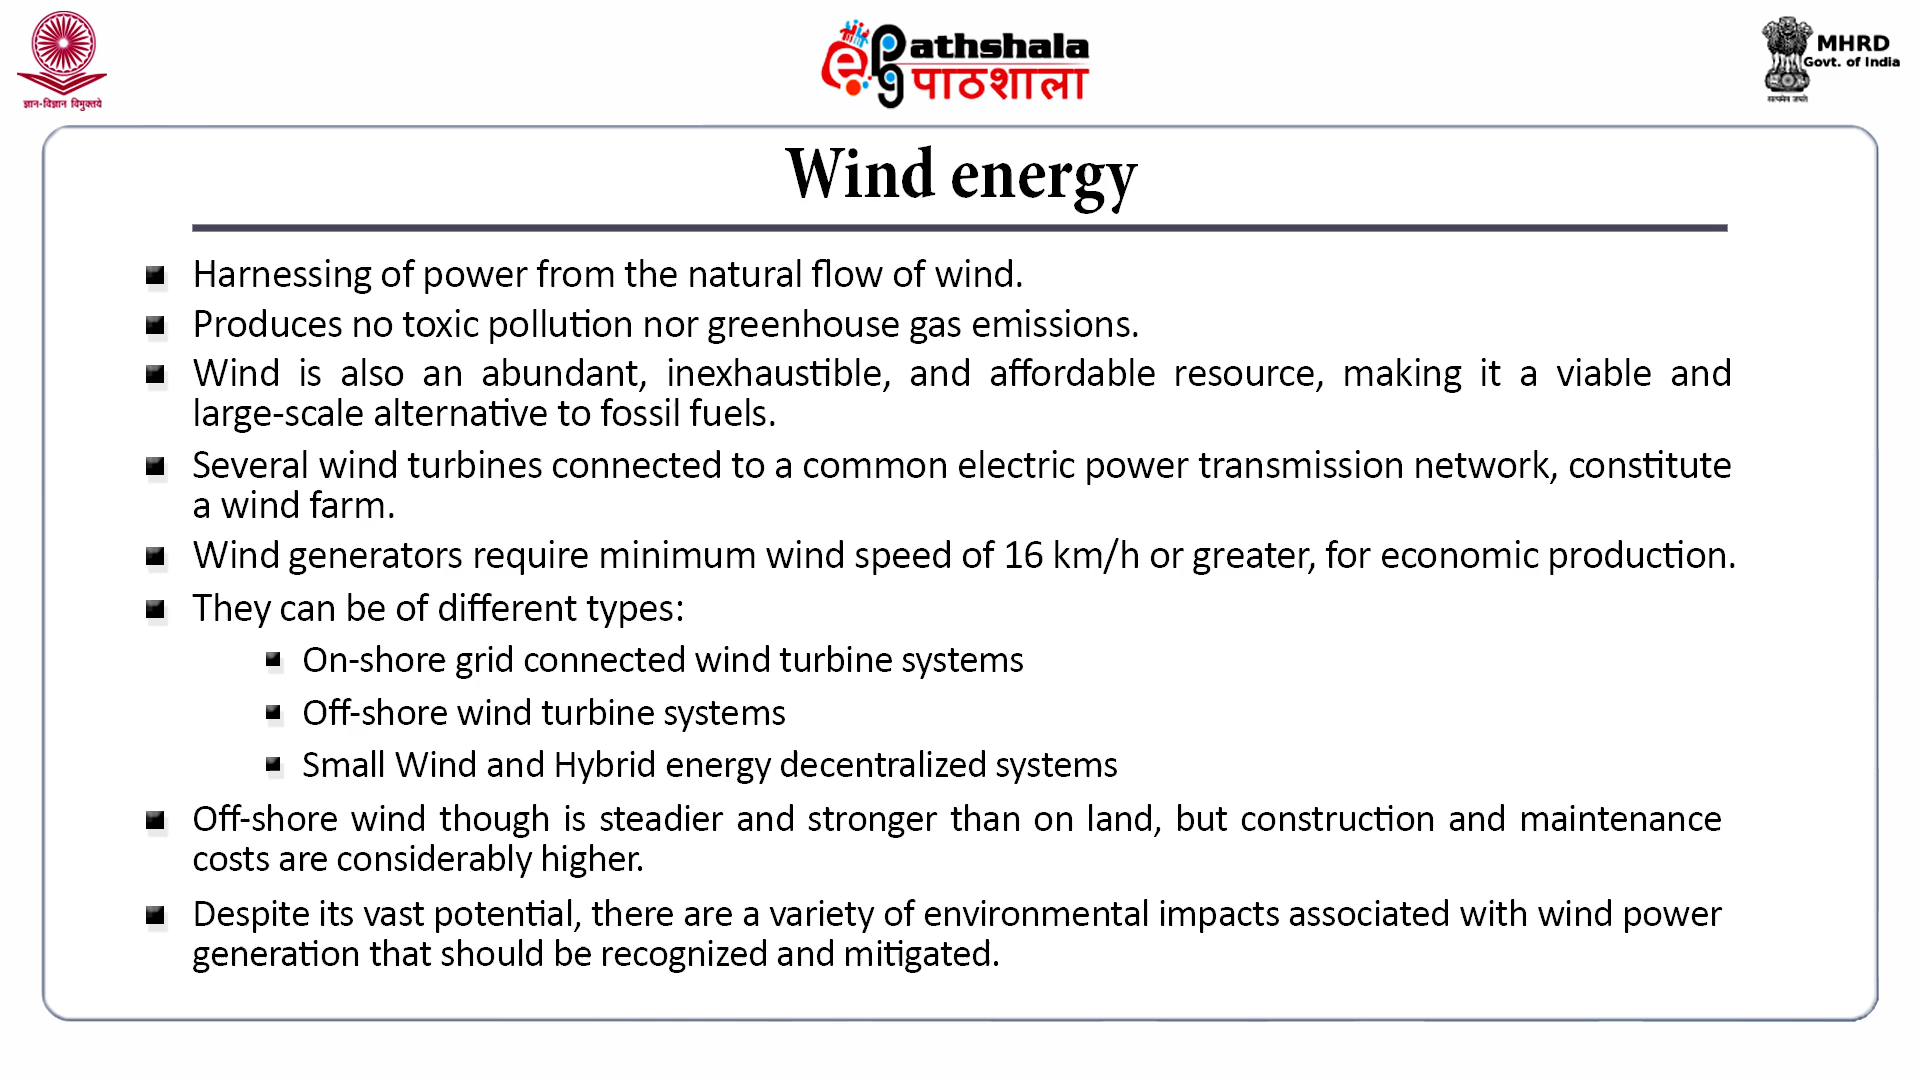 ज्ञान-विज्ञान विमुक्तये
ePGPathshala
पाठशाला
MHRD
Govt. of India
सत्यमेव जयते
Wind energy
Harnessing of power from the natural flow of wind.
Produces no toxic pollution nor greenhouse gas emissions.
Wind is also an abundant, inexhaustible, and affordable resource, making it a viable and
large-scale alternative to fossil fuels.
Several wind turbines connected to a common electric power transmission network, constitute
a wind farm.
Wind generators require minimum wind speed of 16 km/h or greater, for economic production.
They can be of different types:
On-shore grid connected wind turbine systems
Off-shore wind turbine systems
Small Wind and Hybrid energy decentralized systems
Off-shore wind though is steadier and stronger than on land, but construction and maintenance
costs are considerably higher.
Despite its vast potential, there are a variety of environmental impacts associated with wind power
generation that should be recognized and mitigated.